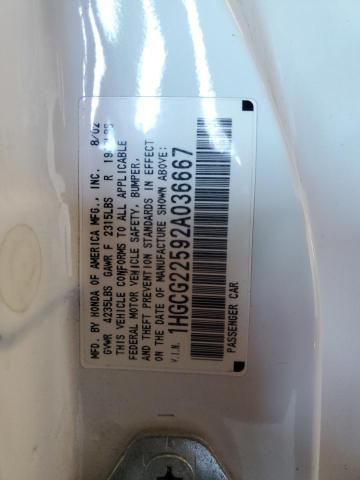 MFD. BY HONDA OF AMERICA MFG., INC. 8/02
GVWR 4235LBS GAWR F 2315LBS R
THIS VEHICLE CONFORMS TO ALL APPLICABLE
FEDERAL MOTOR VEHICLE SAFETY, BUMPER,
AND THEFT PREVENTION STANDARDS IN EFFECT
ON THE DATE OF MANUFACTURE SHOWN ABOVE.
V.I.N. 1HGCG22592A036667
PASSENGER CAR